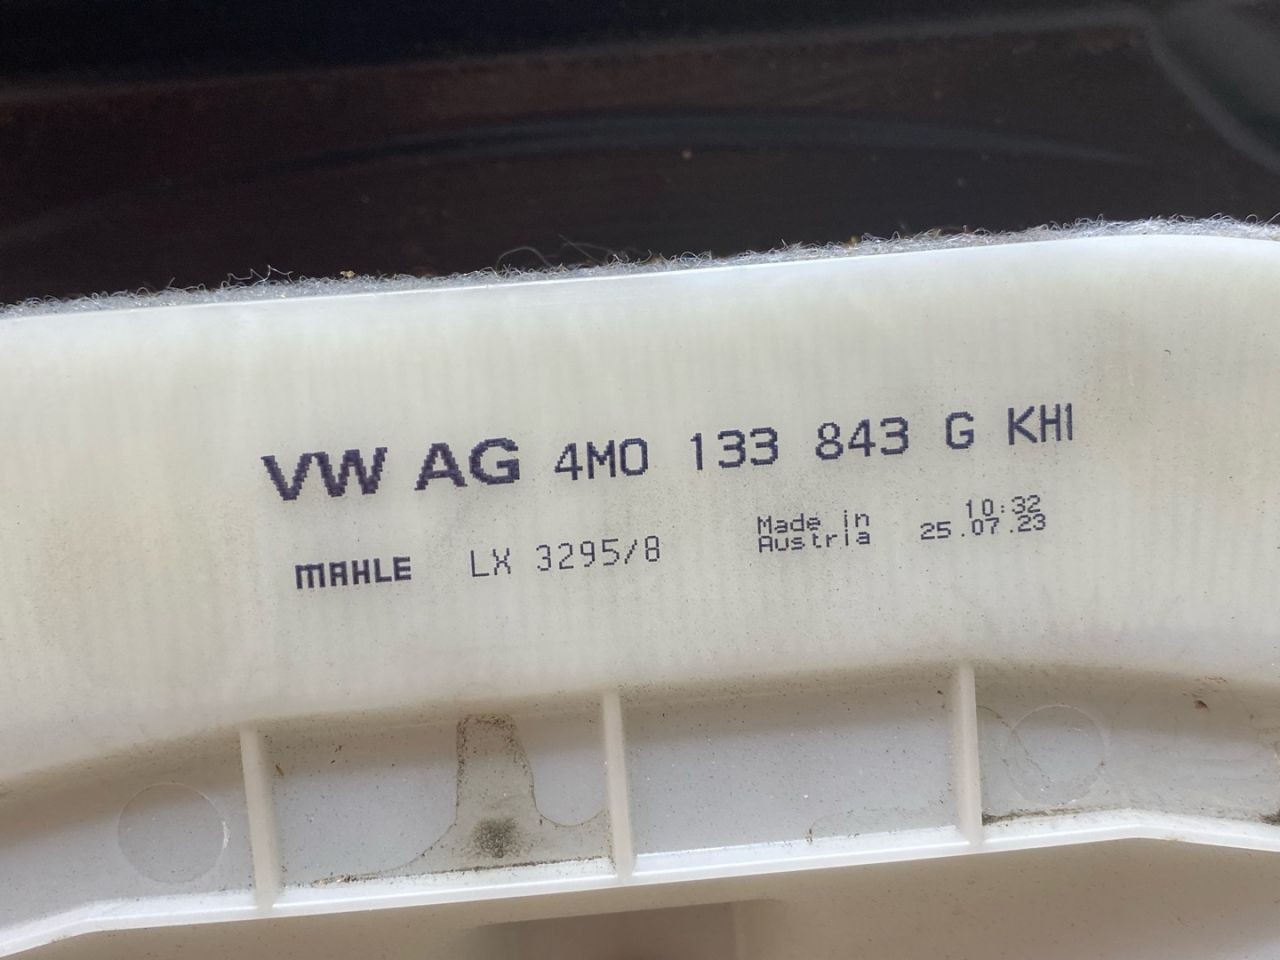 VW AG 4M0 133 843 G KH1
MAHLE LX 3295/8 Made in 10:32
Austria 25.07.23